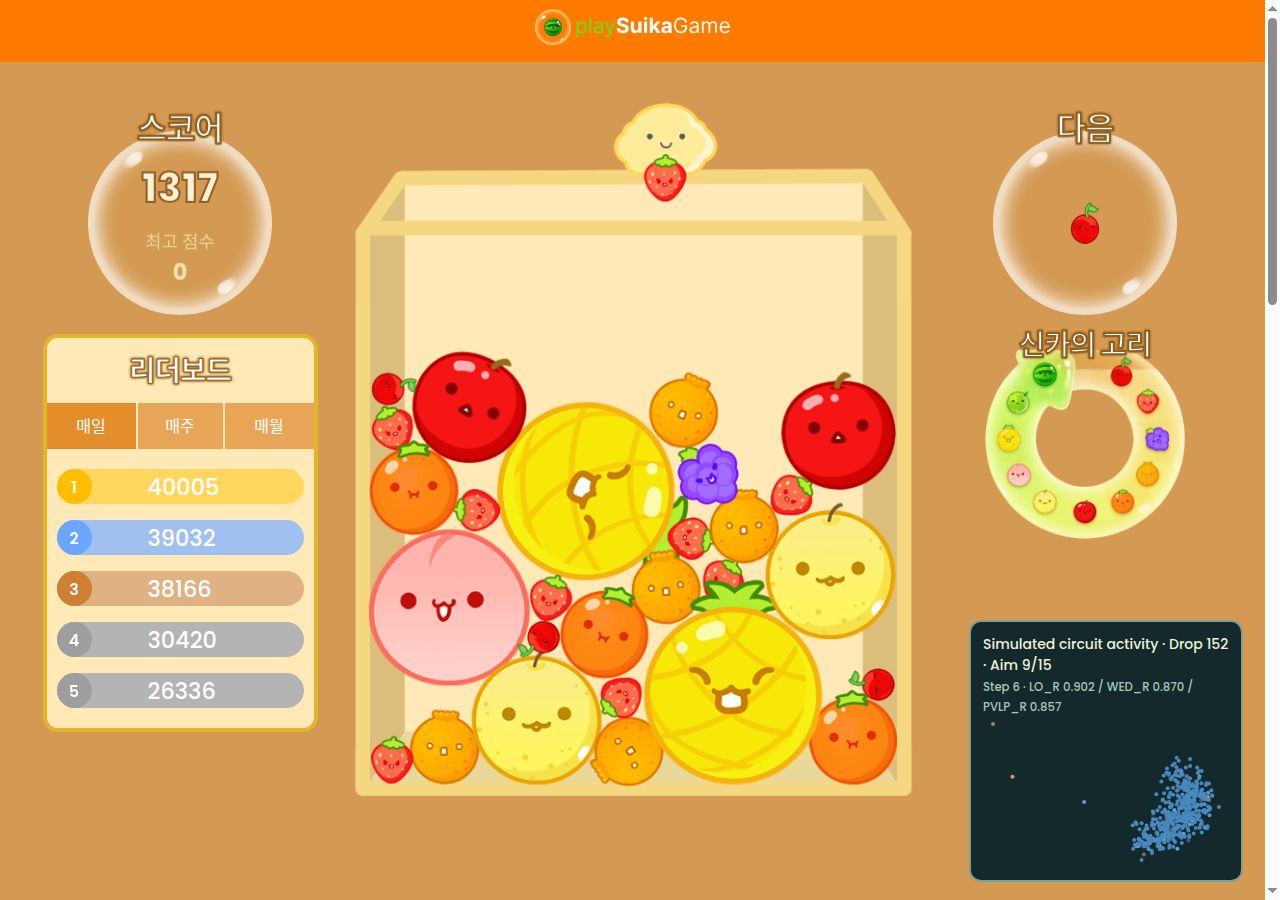 playSuikaGame
스코어
1317
최고 점수
0
다음
신카의 고리
리더보드
매일 매주 매월
1 40005
2 39032
3 38166
4 30420
5 26336
Simulated circuit activity · Drop 152
· Aim 9/15
Step 6 · LO_R 0.902 / WED_R 0.870 /
PVLP_R 0.857